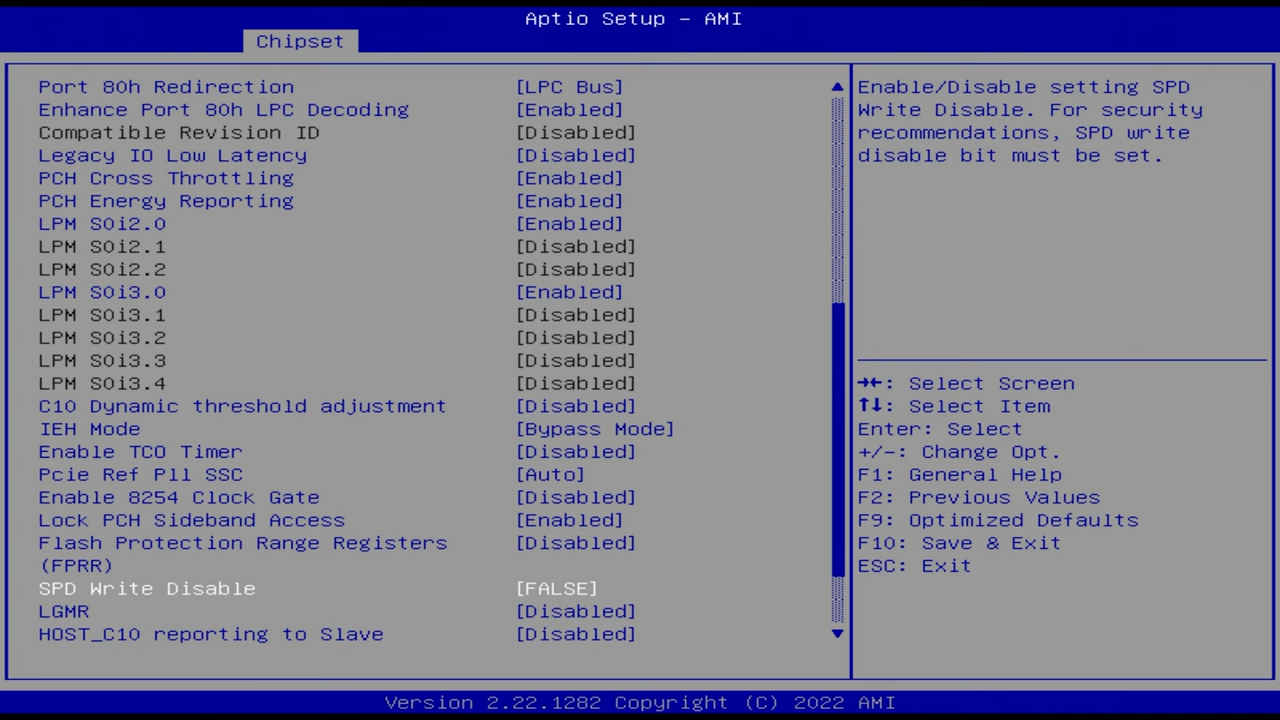 Aptio Setup - AMI
Chipset
Port 80h Redirection [LPC Bus]
Enhance Port 80h LPC Decoding [Enabled]
Compatible Revision ID [Disabled]
Legacy IO Low Latency [Disabled]
PCH Cross Throttling [Enabled]
PCH Energy Reporting [Enabled]
LPM S0i2.0 [Enabled]
LPM S0i2.1 [Disabled]
LPM S0i2.2 [Disabled]
LPM S0i3.0 [Enabled]
LPM S0i3.1 [Disabled]
LPM S0i3.2 [Disabled]
LPM S0i3.3 [Disabled]
LPM S0i3.4 [Disabled]
C10 Dynamic threshold adjustment [Disabled]
IEH Mode [Bypass Mode]
Enable TCO Timer [Disabled]
Pcie Ref Pll SSC [Auto]
Enable 8254 Clock Gate [Disabled]
Lock PCH Sideband Access [Enabled]
Flash Protection Range Registers [Disabled]
(FPRR)
SPD Write Disable [FALSE]
LGMR [Disabled]
HOST_C10 reporting to Slave [Disabled]
Enable/Disable setting SPD
Write Disable. For security
recommendations, SPD write
disable bit must be set.
→←: Select Screen
↑↓: Select Item
Enter: Select
+/-: Change Opt.
F1: General Help
F2: Previous Values
F9: Optimized Defaults
F10: Save & Exit
ESC: Exit
Version 2.22.1282 Copyright (C) 2022 AMI